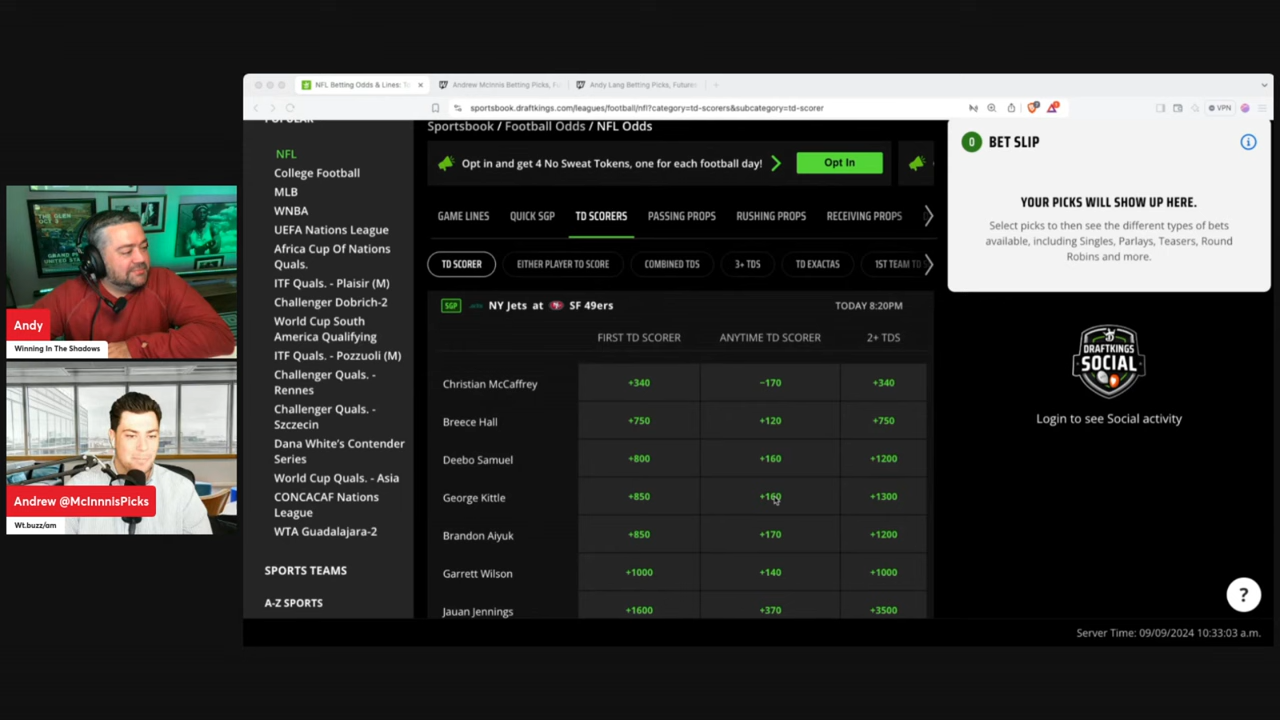 NFL Betting Odds & Lines: T
Andrew McInnis Betting Picks, F
Andy Lang Betting Picks, Future
sportsbook.draftkings.com/leagues/football/nfl?category=td-scorers&subcategory=td-scorer
VPN
POPULAR
NFL
College Football
MLB
WNBA
UEFA Nations League
Africa Cup Of Nations
Quals.
ITF Quals. - Plaisir (M)
Challenger Dobrich-2
World Cup South
America Qualifying
ITF Quals. - Pozzuoli (M)
Challenger Quals. -
Rennes
Challenger Quals. -
Szczecin
Dana White's Contender
Series
World Cup Quals. - Asia
CONCACAF Nations
League
WTA Guadalajara-2
SPORTS TEAMS
A-Z SPORTS
Sportsbook / Football Odds / NFL Odds
Opt in and get 4 No Sweat Tokens, one for each football day!
Opt In
GAME LINES QUICK SGP TD SCORERS PASSING PROPS RUSHING PROPS RECEIVING PROPS
TD SCORER EITHER PLAYER TO SCORE COMBINED TDS 3+ TDS TD EXACTAS 1ST TEAM TD
SGP NY Jets at SF 49ers TODAY 8:20PM
FIRST TD SCORER ANYTIME TD SCORER 2+ TDS
Christian McCaffrey +340 −170 +340
Breece Hall +750 +120 +750
Deebo Samuel +800 +160 +1200
George Kittle +850 +160 +1300
Brandon Aiyuk +850 +170 +1200
Garrett Wilson +1000 +140 +1000
Jauan Jennings +1600 +370 +3500
0 BET SLIP
YOUR PICKS WILL SHOW UP HERE.
Select picks to then see the different types of bets
available, including Singles, Parlays, Teasers, Round
Robins and more.
DRAFTKINGS
SOCIAL
Login to see Social activity
?
Server Time: 09/09/2024 10:33:03 a.m.
Andy
Winning In The Shadows
Andrew @McInnnisPicks
Wt.buzz/am